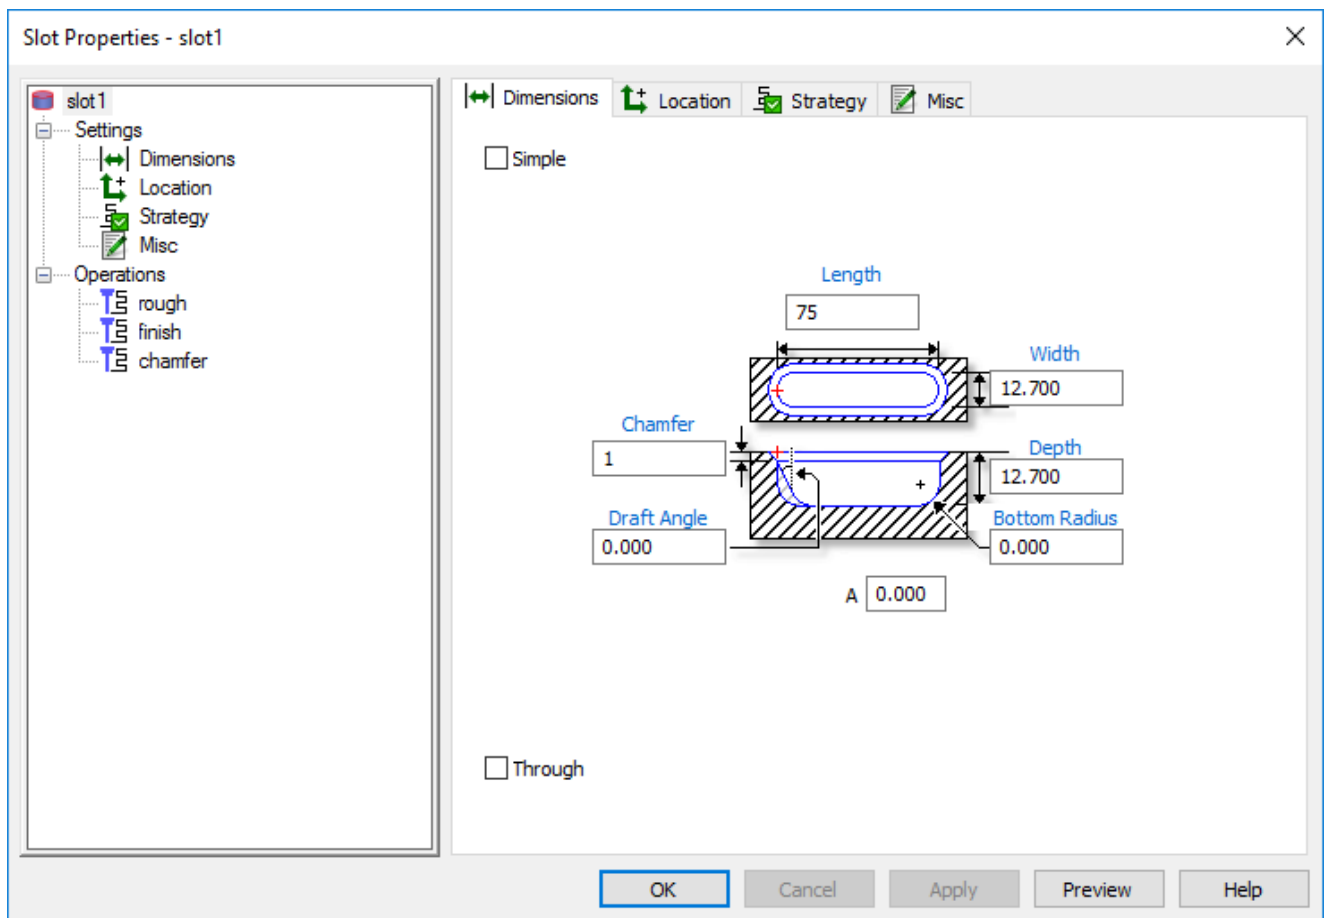 Slot Properties - slot1
slot1
Settings
Dimensions
Location
Strategy
Misc
Operations
rough
finish
chamfer
Dimensions Location Strategy Misc
Simple
Length
75
Width
12.700
Chamfer
1
Depth
12.700
Draft Angle
0.000
Bottom Radius
0.000
A 0.000
Through
OK Cancel Apply Preview Help